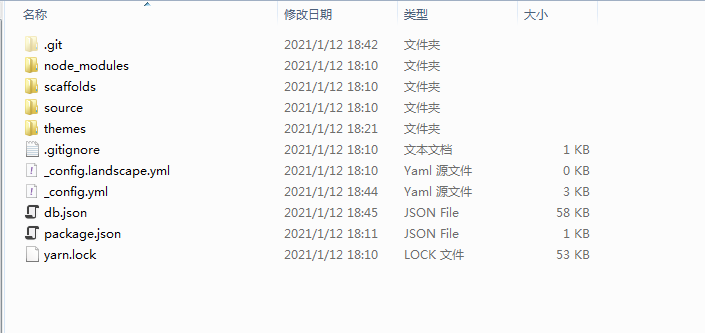 名称 修改日期 类型 大小
.git 2021/1/12 18:42 文件夹
node_modules 2021/1/12 18:10 文件夹
scaffolds 2021/1/12 18:10 文件夹
source 2021/1/12 18:10 文件夹
themes 2021/1/12 18:21 文件夹
.gitignore 2021/1/12 18:10 文本文档 1 KB
_config.landscape.yml 2021/1/12 18:10 Yaml 源文件 0 KB
_config.yml 2021/1/12 18:44 Yaml 源文件 3 KB
db.json 2021/1/12 18:45 JSON File 58 KB
package.json 2021/1/12 18:11 JSON File 1 KB
yarn.lock 2021/1/12 18:10 LOCK 文件 53 KB